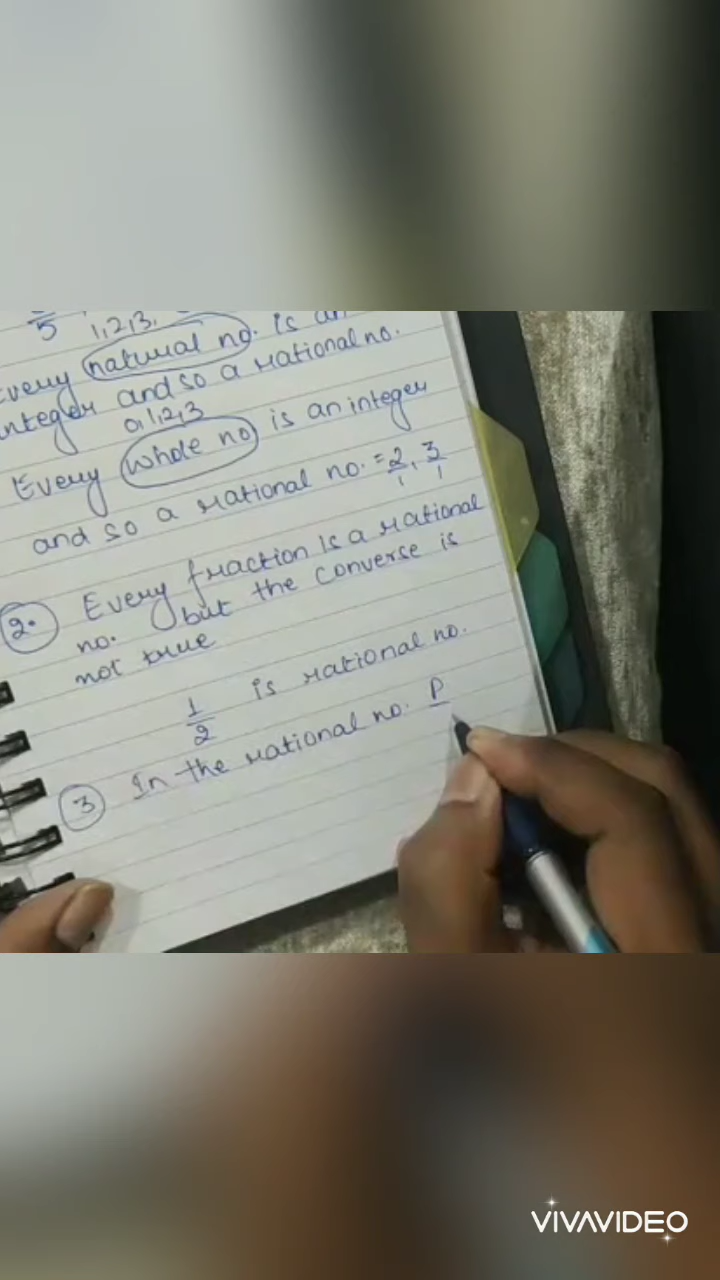 5 1,2,3,
Every natural no. is an
integer and so a rational no.
0,1,2,3
Every whole no is an integer
and so a rational no. = 2/1, 3/1
2. Every fraction is a rational
no. but the converse is
not true
1/2 is rational no.
3 In the rational no. P
VIVAVIDEO